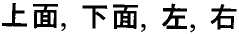 上面, 下面, 左, 右